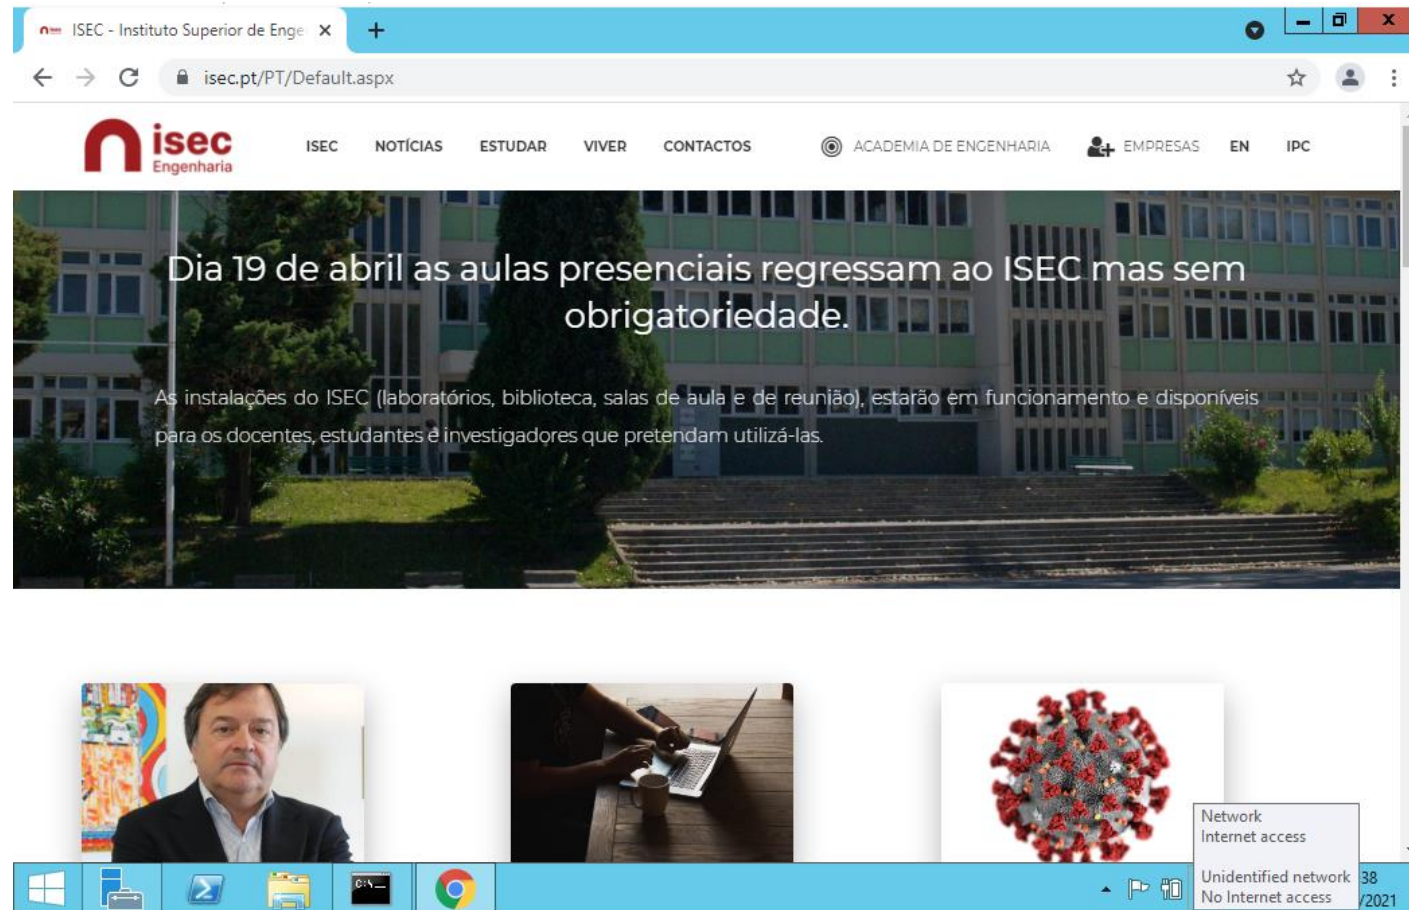 ISEC - Instituto Superior de Enge
isec.pt/PT/Default.aspx
isec
Engenharia
ISEC NOTÍCIAS ESTUDAR VIVER CONTACTOS ACADEMIA DE ENGENHARIA EMPRESAS EN IPC
Dia 19 de abril as aulas presenciais regressam ao ISEC mas sem
obrigatoriedade.
As instalações do ISEC (laboratórios, biblioteca, salas de aula e de reunião), estarão em funcionamento e disponíveis
para os docentes, estudantes e investigadores que pretendam utilizá-las.
Network
Internet access
Unidentified network
No Internet access
38
/2021
C:\